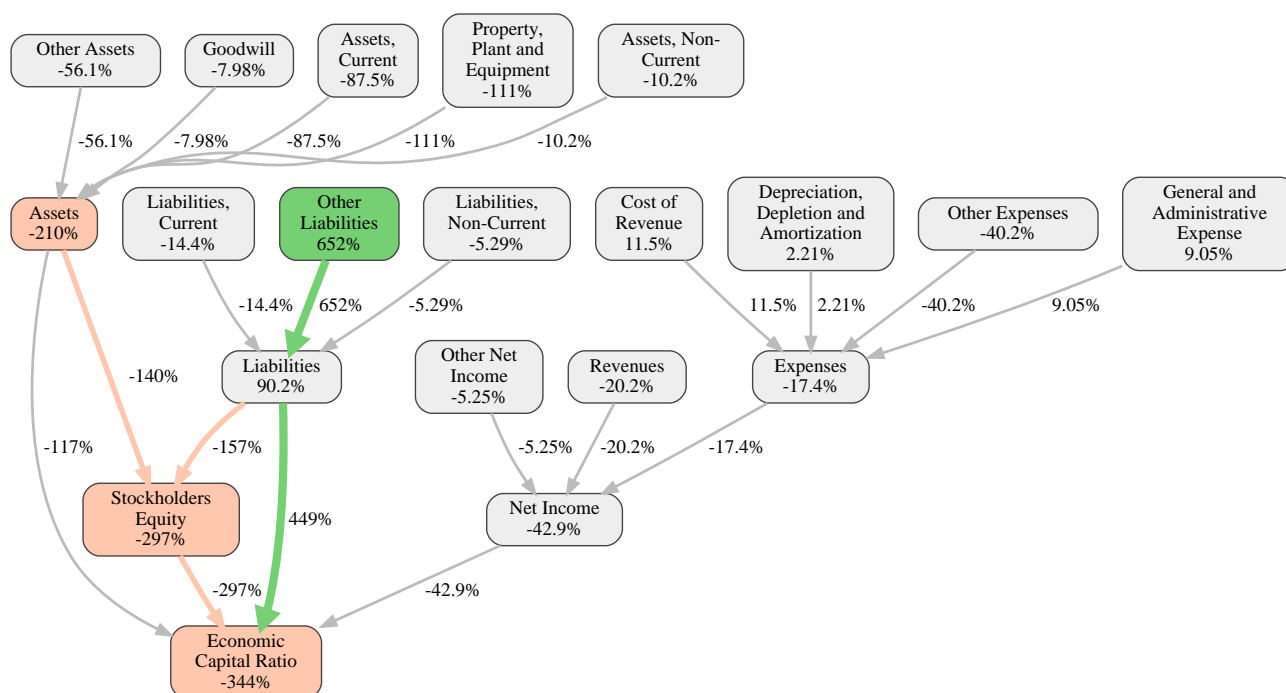 Other Assets
-56.1%
Goodwill
-7.98%
Assets,
Current
-87.5%
Property,
Plant and
Equipment
-111%
Assets, Non-
Current
-10.2%
-56.1%
-7.98%
-87.5%
-111%
-10.2%
Assets
-210%
Liabilities,
Current
-14.4%
Other
Liabilities
652%
Liabilities,
Non-Current
-5.29%
Cost of
Revenue
11.5%
Depreciation,
Depletion and
Amortization
2.21%
Other Expenses
-40.2%
General and
Administrative
Expense
9.05%
-14.4%
652%
-5.29%
11.5%
2.21%
-40.2%
9.05%
Liabilities
90.2%
Other Net
Income
-5.25%
Revenues
-20.2%
Expenses
-17.4%
-140%
-117%
-157%
-5.25%
-20.2%
-17.4%
Stockholders
Equity
-297%
449%
Net Income
-42.9%
-297%
-42.9%
Economic
Capital Ratio
-344%